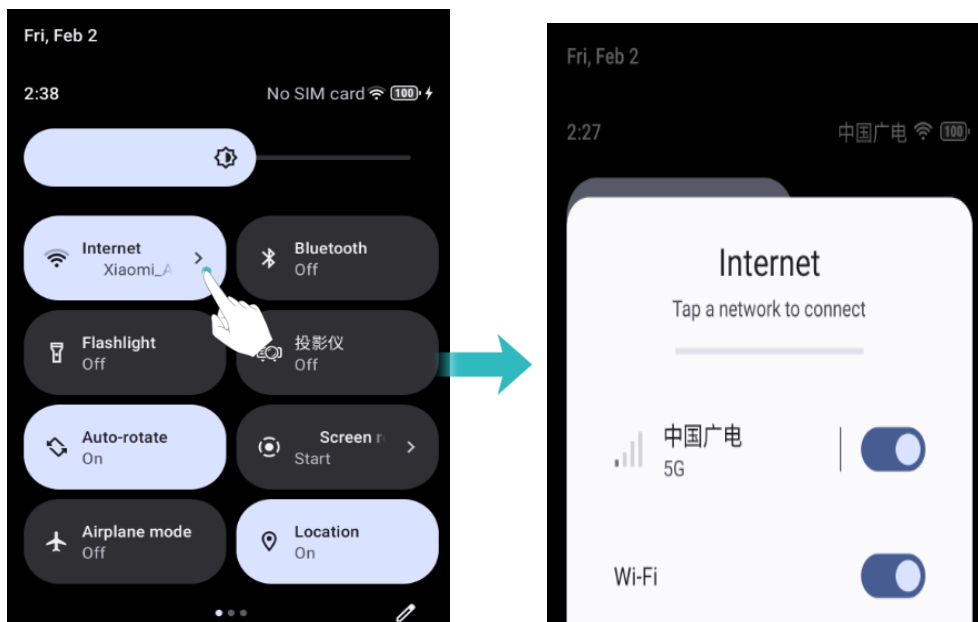 Fri, Feb 2
2:38 No SIM card 100
Internet
Xiaomi_A
Bluetooth
Off
Flashlight
Off
投影仪
Off
Auto-rotate
On
Screen r
Start
Airplane mode
Off
Location
On
Fri, Feb 2
2:27 中国广电 100
Internet
Tap a network to connect
中国广电
5G
Wi-Fi